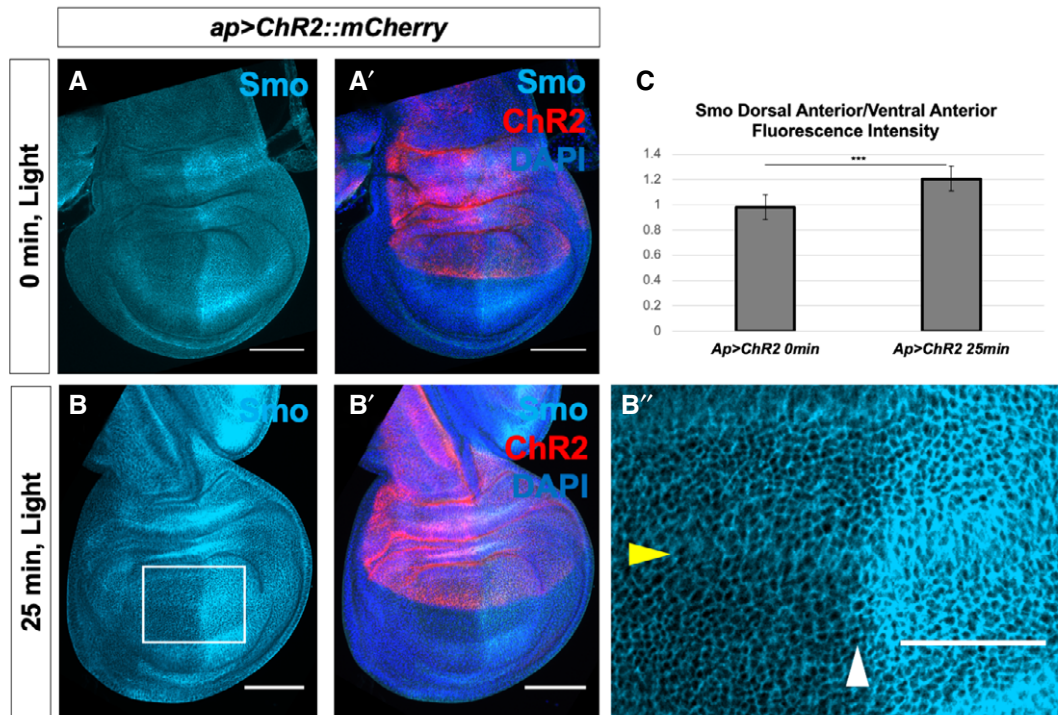 ap>ChR2::mCherry
0 min, Light
A
Smo
A′
Smo
ChR2
DAPI
C
Smo Dorsal Anterior/Ventral Anterior
Fluorescence Intensity
1.4
1.2
1
0.8
0.6
0.4
0.2
0
***
Ap>ChR2 0min
Ap>ChR2 25min
25 min, Light
B
Smo
B′
Smo
ChR2
DAPI
B″